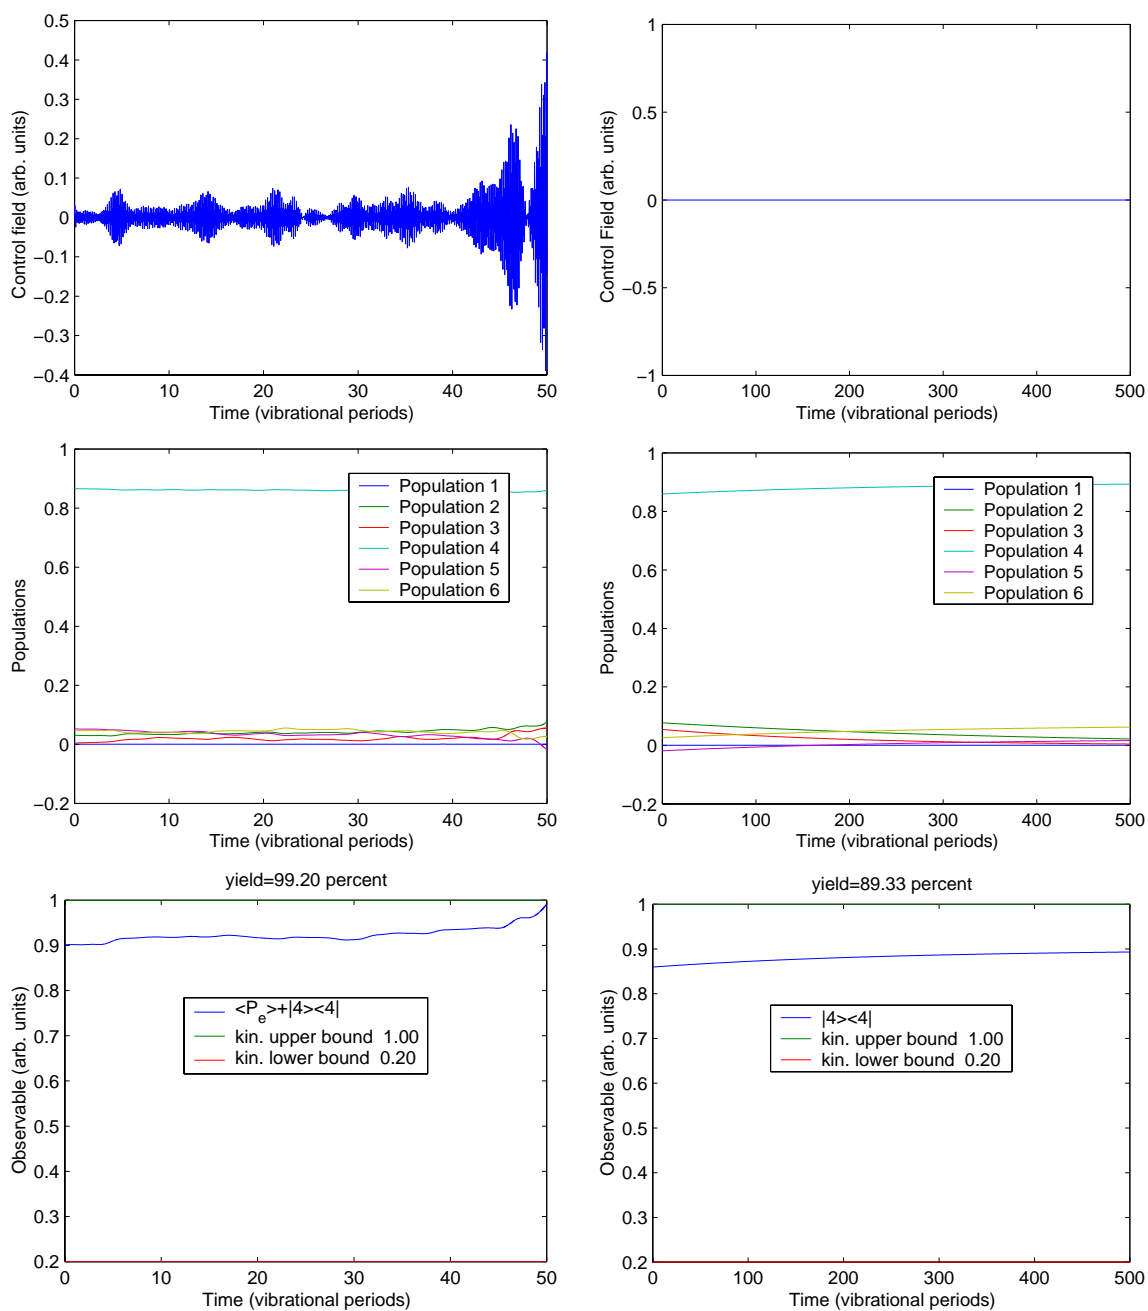 0.5
0.4
0.3
0.2
0.1
0
−0.1
−0.2
−0.3
−0.4
Control field (arb. units)
0 10 20 30 40 50
Time (vibrational periods)
1
0.5
0
−0.5
−1
Control Field (arb. units)
0 100 200 300 400 500
Time (vibrational periods)
1
0.8
0.6
0.4
0.2
0
−0.2
Populations
Population 1
Population 2
Population 3
Population 4
Population 5
Population 6
0 10 20 30 40 50
Time (vibrational periods)
1
0.8
0.6
0.4
0.2
0
−0.2
Populations
Population 1
Population 2
Population 3
Population 4
Population 5
Population 6
0 100 200 300 400 500
Time (vibrational periods)
yield=99.20 percent
1
0.9
0.8
0.7
0.6
0.5
0.4
0.3
0.2
Observable (arb. units)
<P_e>+|4><4|
kin. upper bound 1.00
kin. lower bound 0.20
0 10 20 30 40 50
Time (vibrational periods)
yield=89.33 percent
1
0.9
0.8
0.7
0.6
0.5
0.4
0.3
0.2
Observable (arb. units)
|4><4|
kin. upper bound 1.00
kin. lower bound 0.20
0 100 200 300 400 500
Time (vibrational periods)